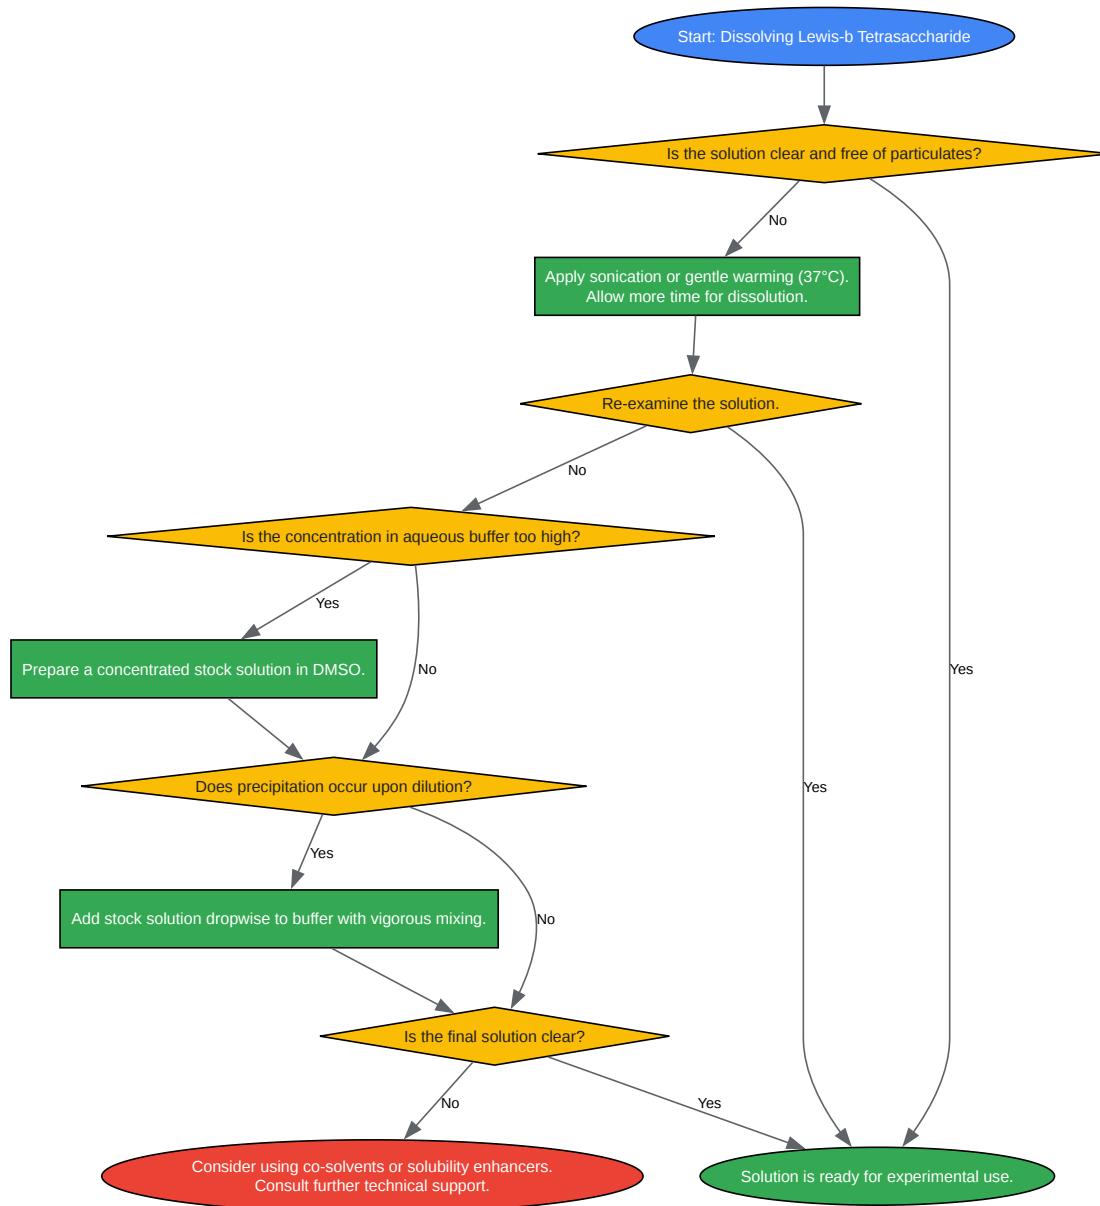 Start: Dissolving Lewis-b Tetrasaccharide
Is the solution clear and free of particulates?
No
Apply sonication or gentle warming (37°C).
Allow more time for dissolution.
Re-examine the solution.
No
Is the concentration in aqueous buffer too high?
Yes
Prepare a concentrated stock solution in DMSO.
No
Yes
Does precipitation occur upon dilution?
Yes
Yes
Add stock solution dropwise to buffer with vigorous mixing.
No
Is the final solution clear?
No
Yes
Consider using co-solvents or solubility enhancers.
Consult further technical support.
Solution is ready for experimental use.